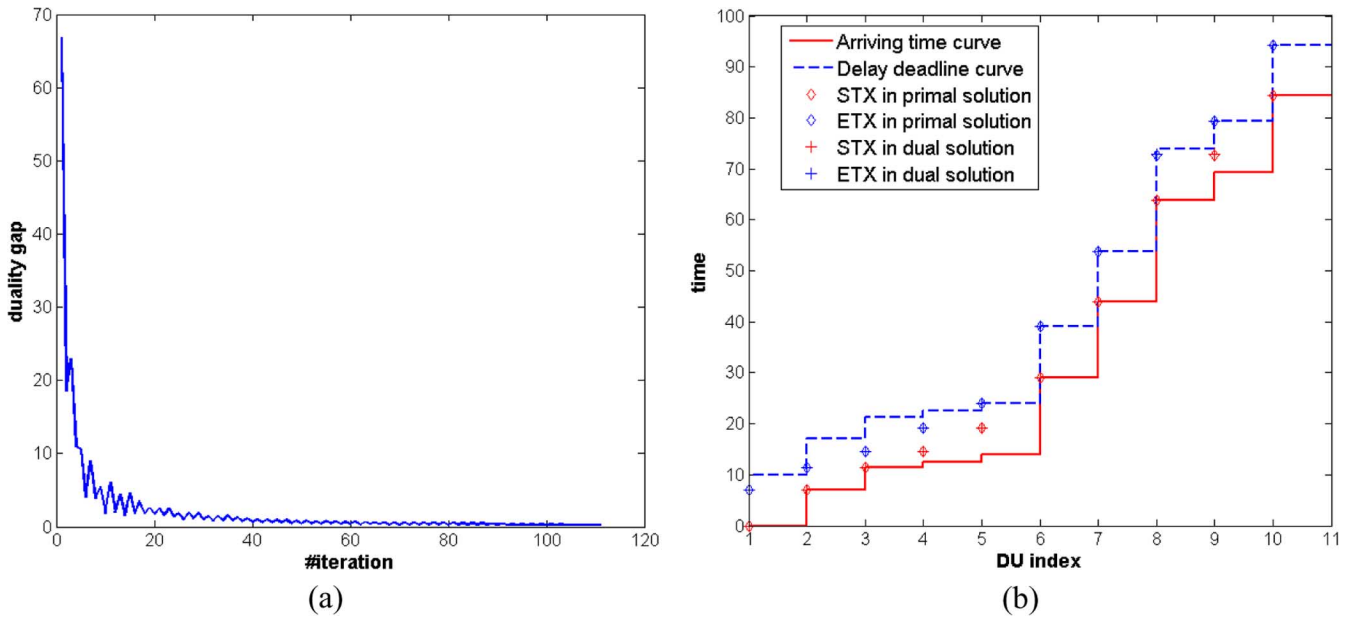 70
60
50
40
30
20
10
0
duality gap
0 20 40 60 80 100 120
#iteration
(a)
100
90
80
70
60
50
40
30
20
10
0
time
Arriving time curve
Delay deadline curve
STX in primal solution
ETX in primal solution
STX in dual solution
ETX in dual solution
1 2 3 4 5 6 7 8 9 10 11
DU index
(b)